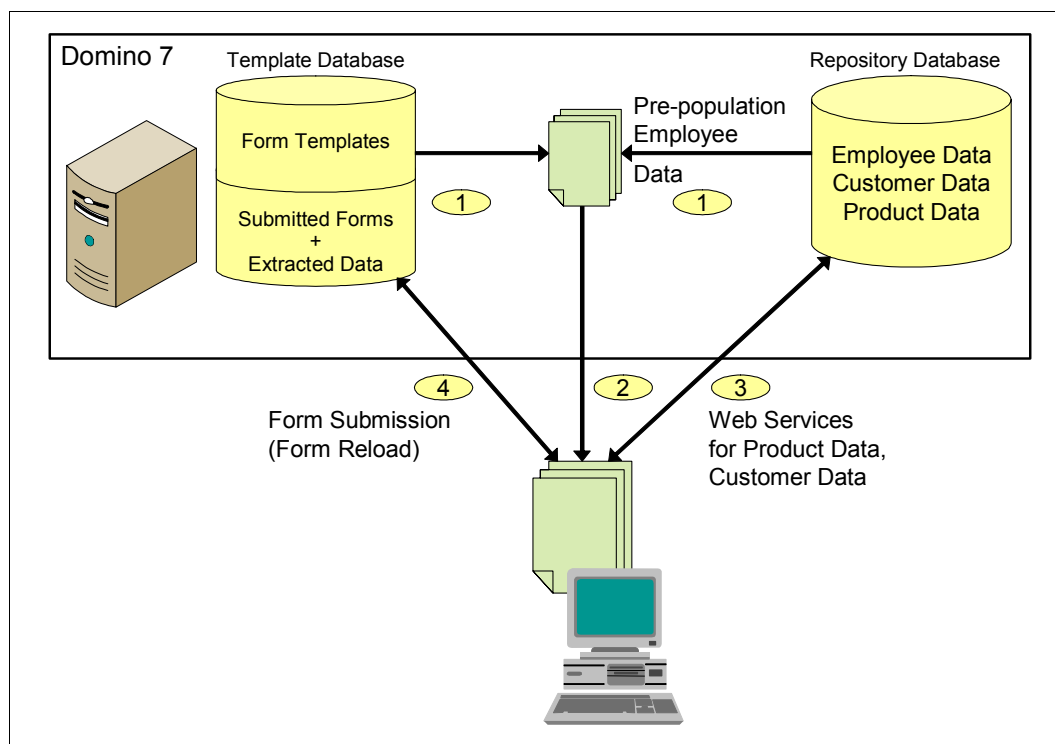 Domino 7
Template Database
Repository Database
Form Templates
Submitted Forms
+
Extracted Data
Pre-population
Employee
Data
1
1
Employee Data
Customer Data
Product Data
4
2
3
Form Submission
(Form Reload)
Web Services
for Product Data,
Customer Data